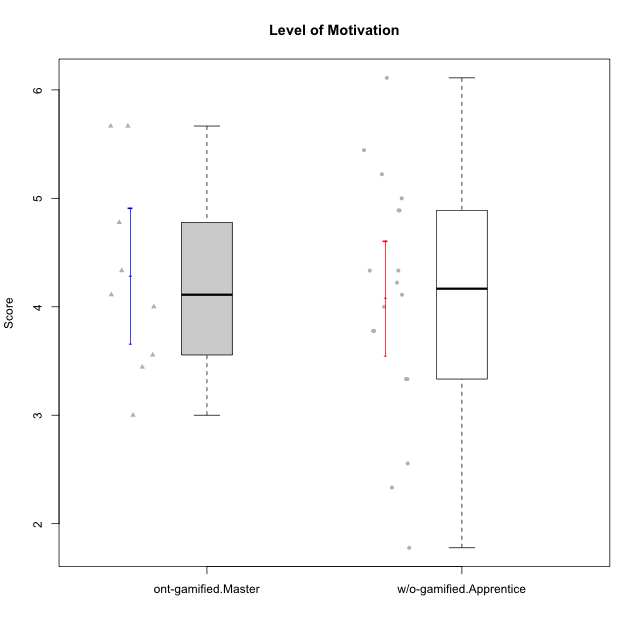 Level of Motivation
Score
6
5
4
3
2
ont-gamified.Master
w/o-gamified.Apprentice